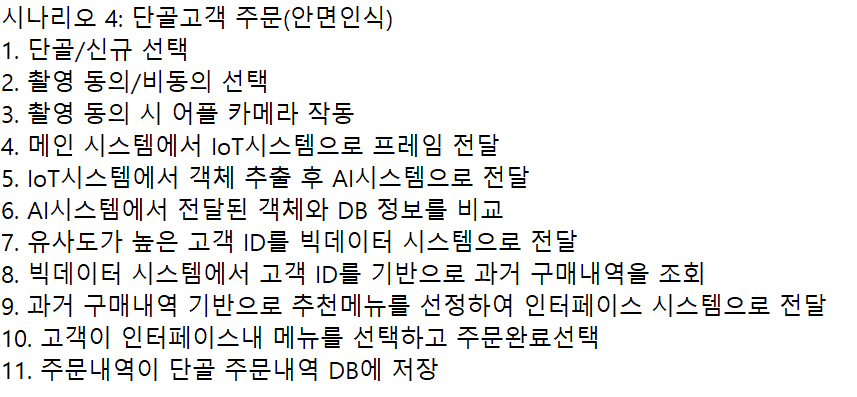 시나리오 4: 단골고객 주문(안면인식)
1. 단골/신규 선택
2. 촬영 동의/비동의 선택
3. 촬영 동의 시 어플 카메라 작동
4. 메인 시스템에서 IoT시스템으로 프레임 전달
5. IoT시스템에서 객체 추출 후 AI시스템으로 전달
6. AI시스템에서 전달된 객체와 DB 정보를 비교
7. 유사도가 높은 고객 ID를 빅데이터 시스템으로 전달
8. 빅데이터 시스템에서 고객 ID를 기반으로 과거 구매내역을 조회
9. 과거 구매내역 기반으로 추천메뉴를 선정하여 인터페이스 시스템으로 전달
10. 고객이 인터페이스내 메뉴를 선택하고 주문완료선택
11. 주문내역이 단골 주문내역 DB에 저장